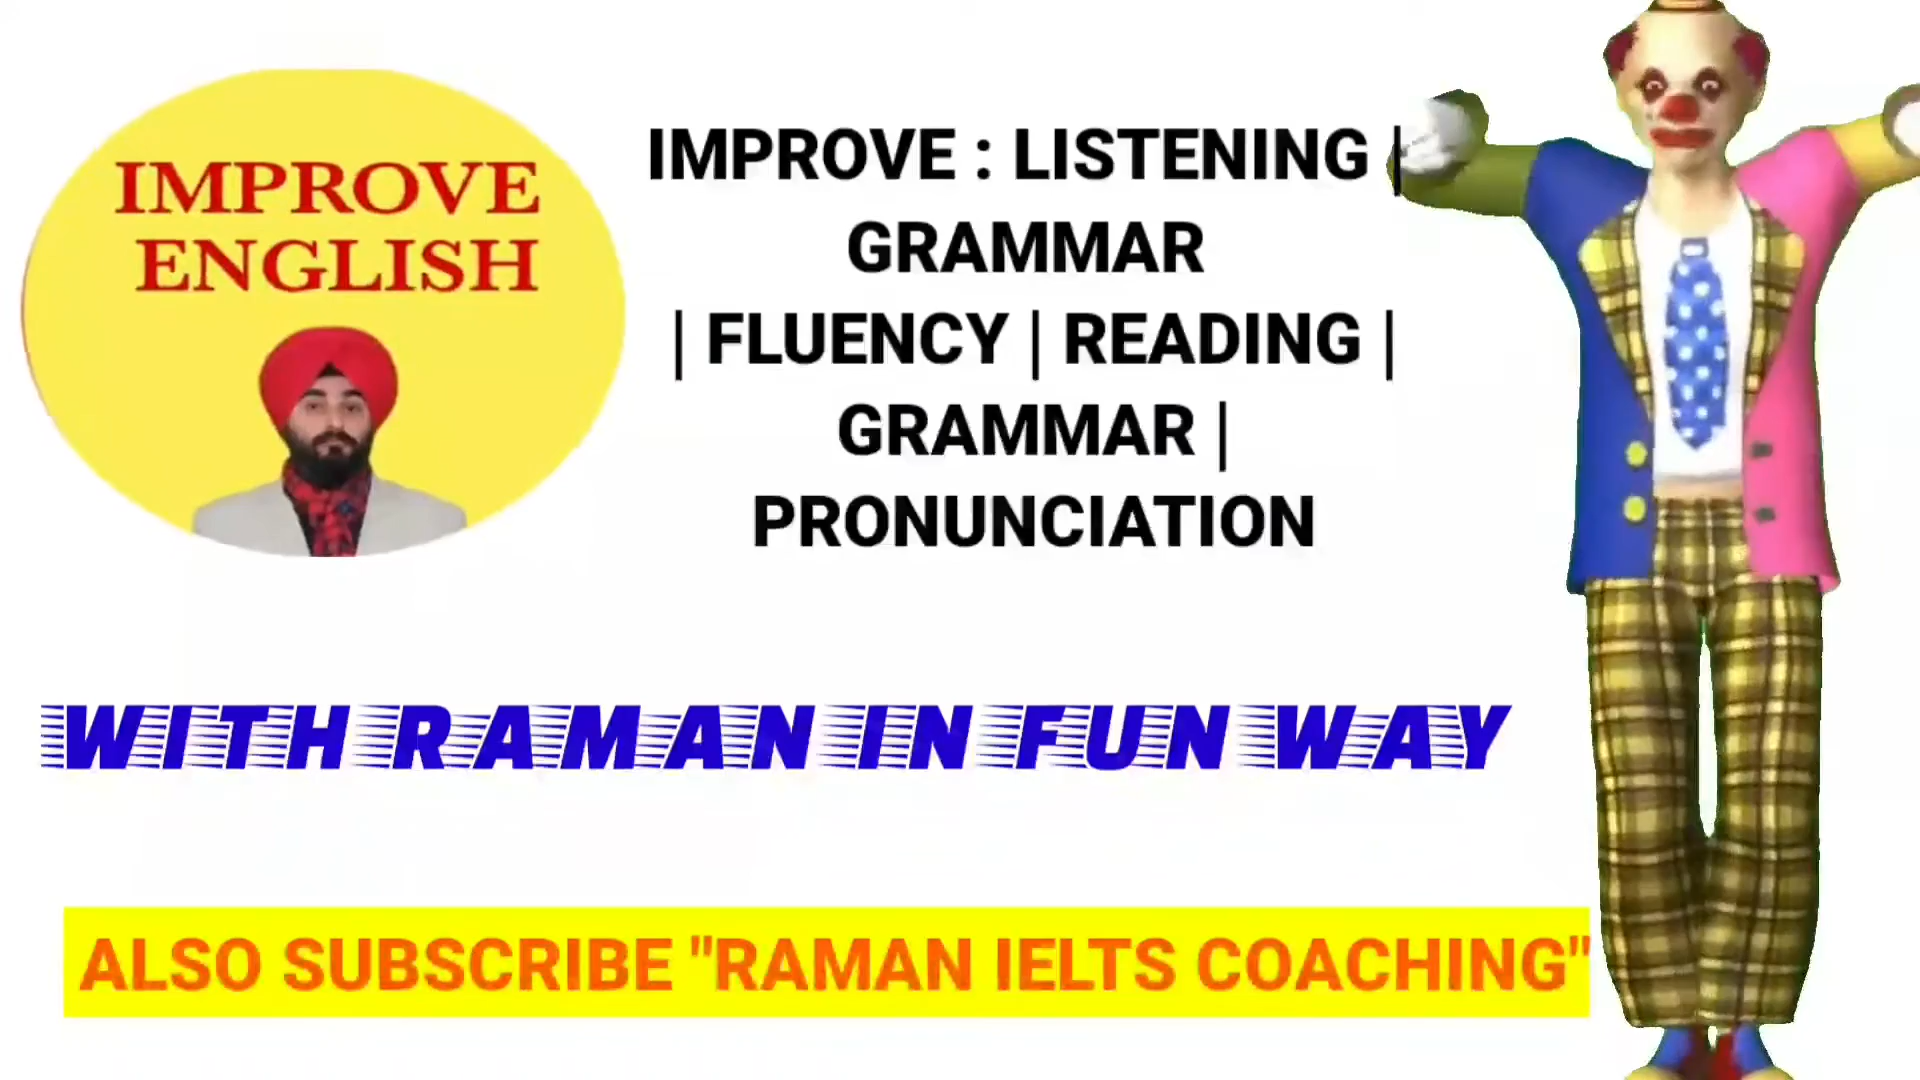 IMPROVE
ENGLISH
IMPROVE : LISTENING |
GRAMMAR
| FLUENCY | READING |
GRAMMAR |
PRONUNCIATION
WITH RAMAN IN FUN WAY
ALSO SUBSCRIBE "RAMAN IELTS COACHING"